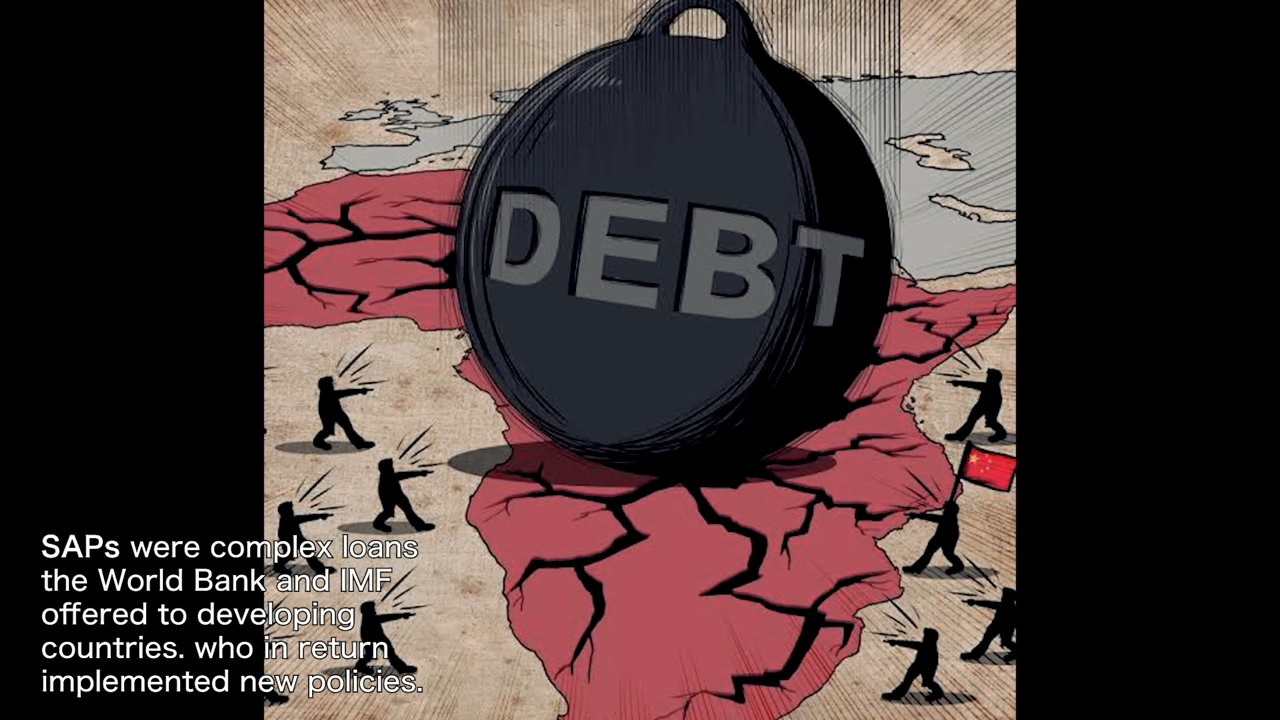 DEBT
SAPs were complex loans
the World Bank and IMF
offered to developing
countries. who in return
implemented new policies.